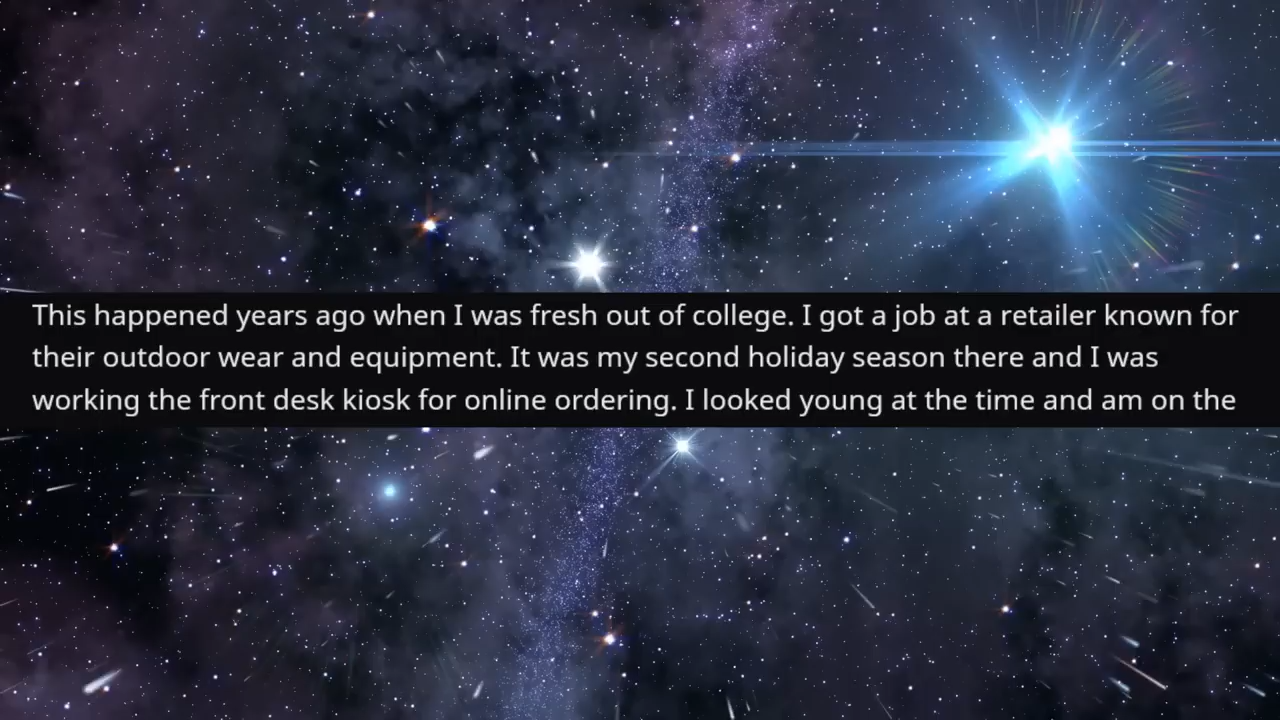 This happened years ago when I was fresh out of college. I got a job at a retailer known for
their outdoor wear and equipment. It was my second holiday season there and I was
working the front desk kiosk for online ordering. I looked young at the time and am on the